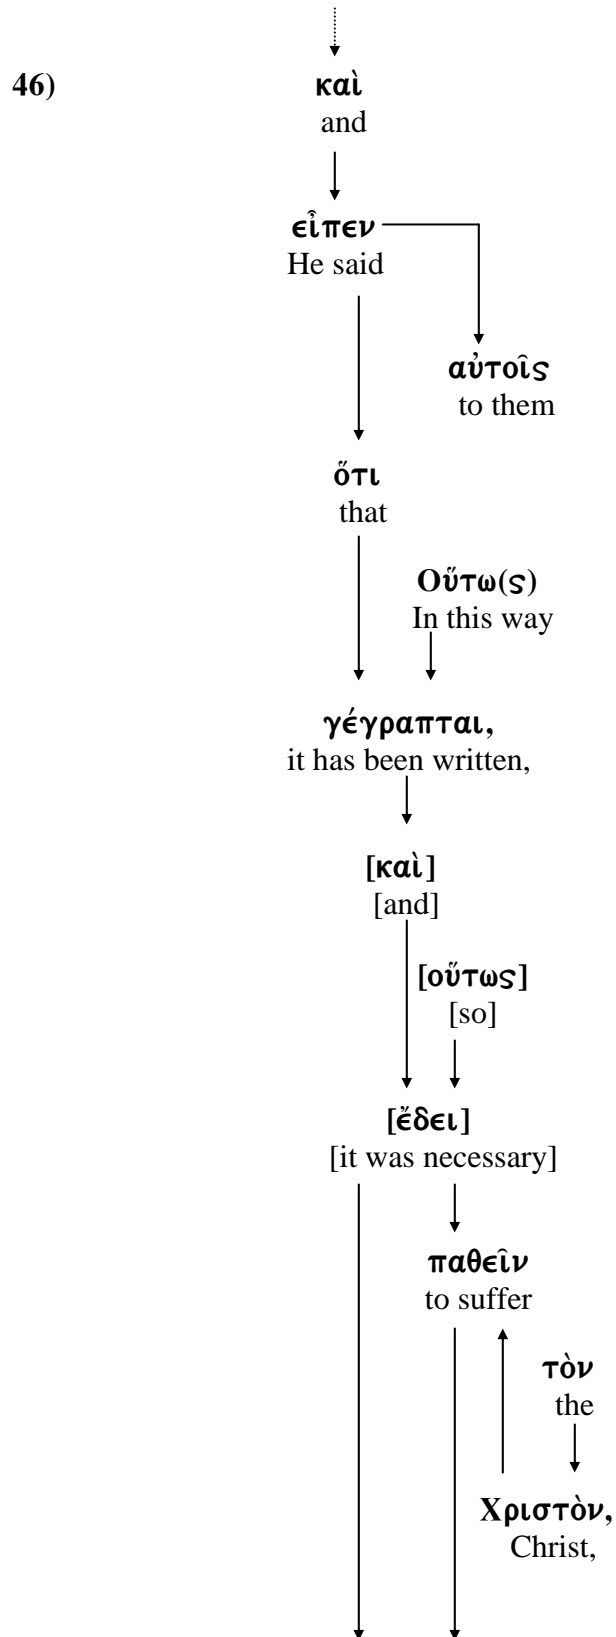 46) καὶ
and
εἶπεν
He said
αὐτοῖς
to them
ὅτι
that
Οὕτω(ς)
In this way
γέγραπται,
it has been written,
[καὶ]
[and]
[οὕτως]
[so]
[ἔδει]
[it was necessary]
παθεῖν
to suffer
τὸν
the
Χριστὸν,
Christ,